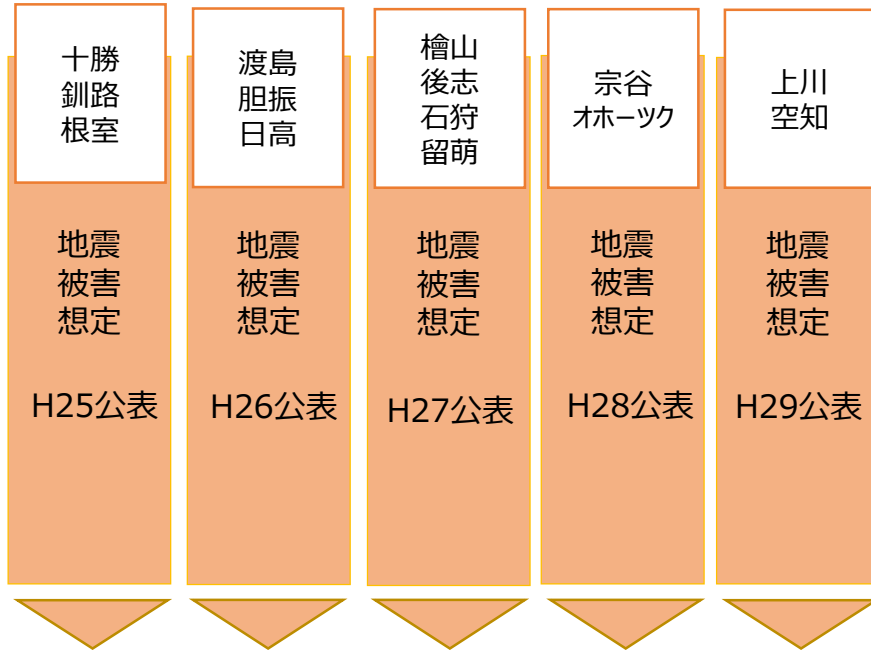 十勝
釧路
根室
地震
被害
想定
H25公表
渡島
胆振
日高
地震
被害
想定
H26公表
檜山
後志
石狩
留萌
地震
被害
想定
H27公表
宗谷
オホーツク
地震
被害
想定
H28公表
上川
空知
地震
被害
想定
H29公表